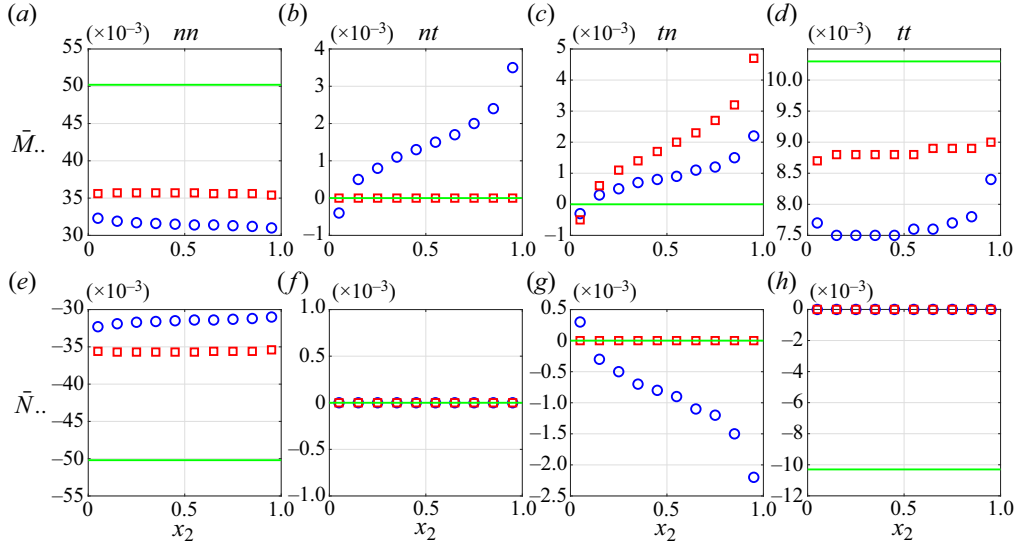 (a) (b) (c) (d)
(×10⁻³) nn (×10⁻³) nt (×10⁻³) tn (×10⁻³) tt
M̄..
55
50
45
40
35
30
0 0.5 1.0
4
3
2
1
0
−1
0 0.5 1.0
5
4
3
2
1
0
−1
0 0.5 1.0
10.0
9.5
9.0
8.5
8.0
7.5
0 0.5 1.0
(e) (f) (g) (h)
(×10⁻³) (×10⁻³) (×10⁻³) (×10⁻³)
N̄..
−30
−35
−40
−45
−50
−55
0 0.5 1.0
x₂
1.0
0.5
0
−0.5
−1.0
0 0.5 1.0
x₂
0.5
0
−0.5
−1.0
−1.5
−2.0
−2.5
0 0.5 1.0
x₂
0
−2
−4
−6
−8
−10
−12
0 0.5 1.0
x₂